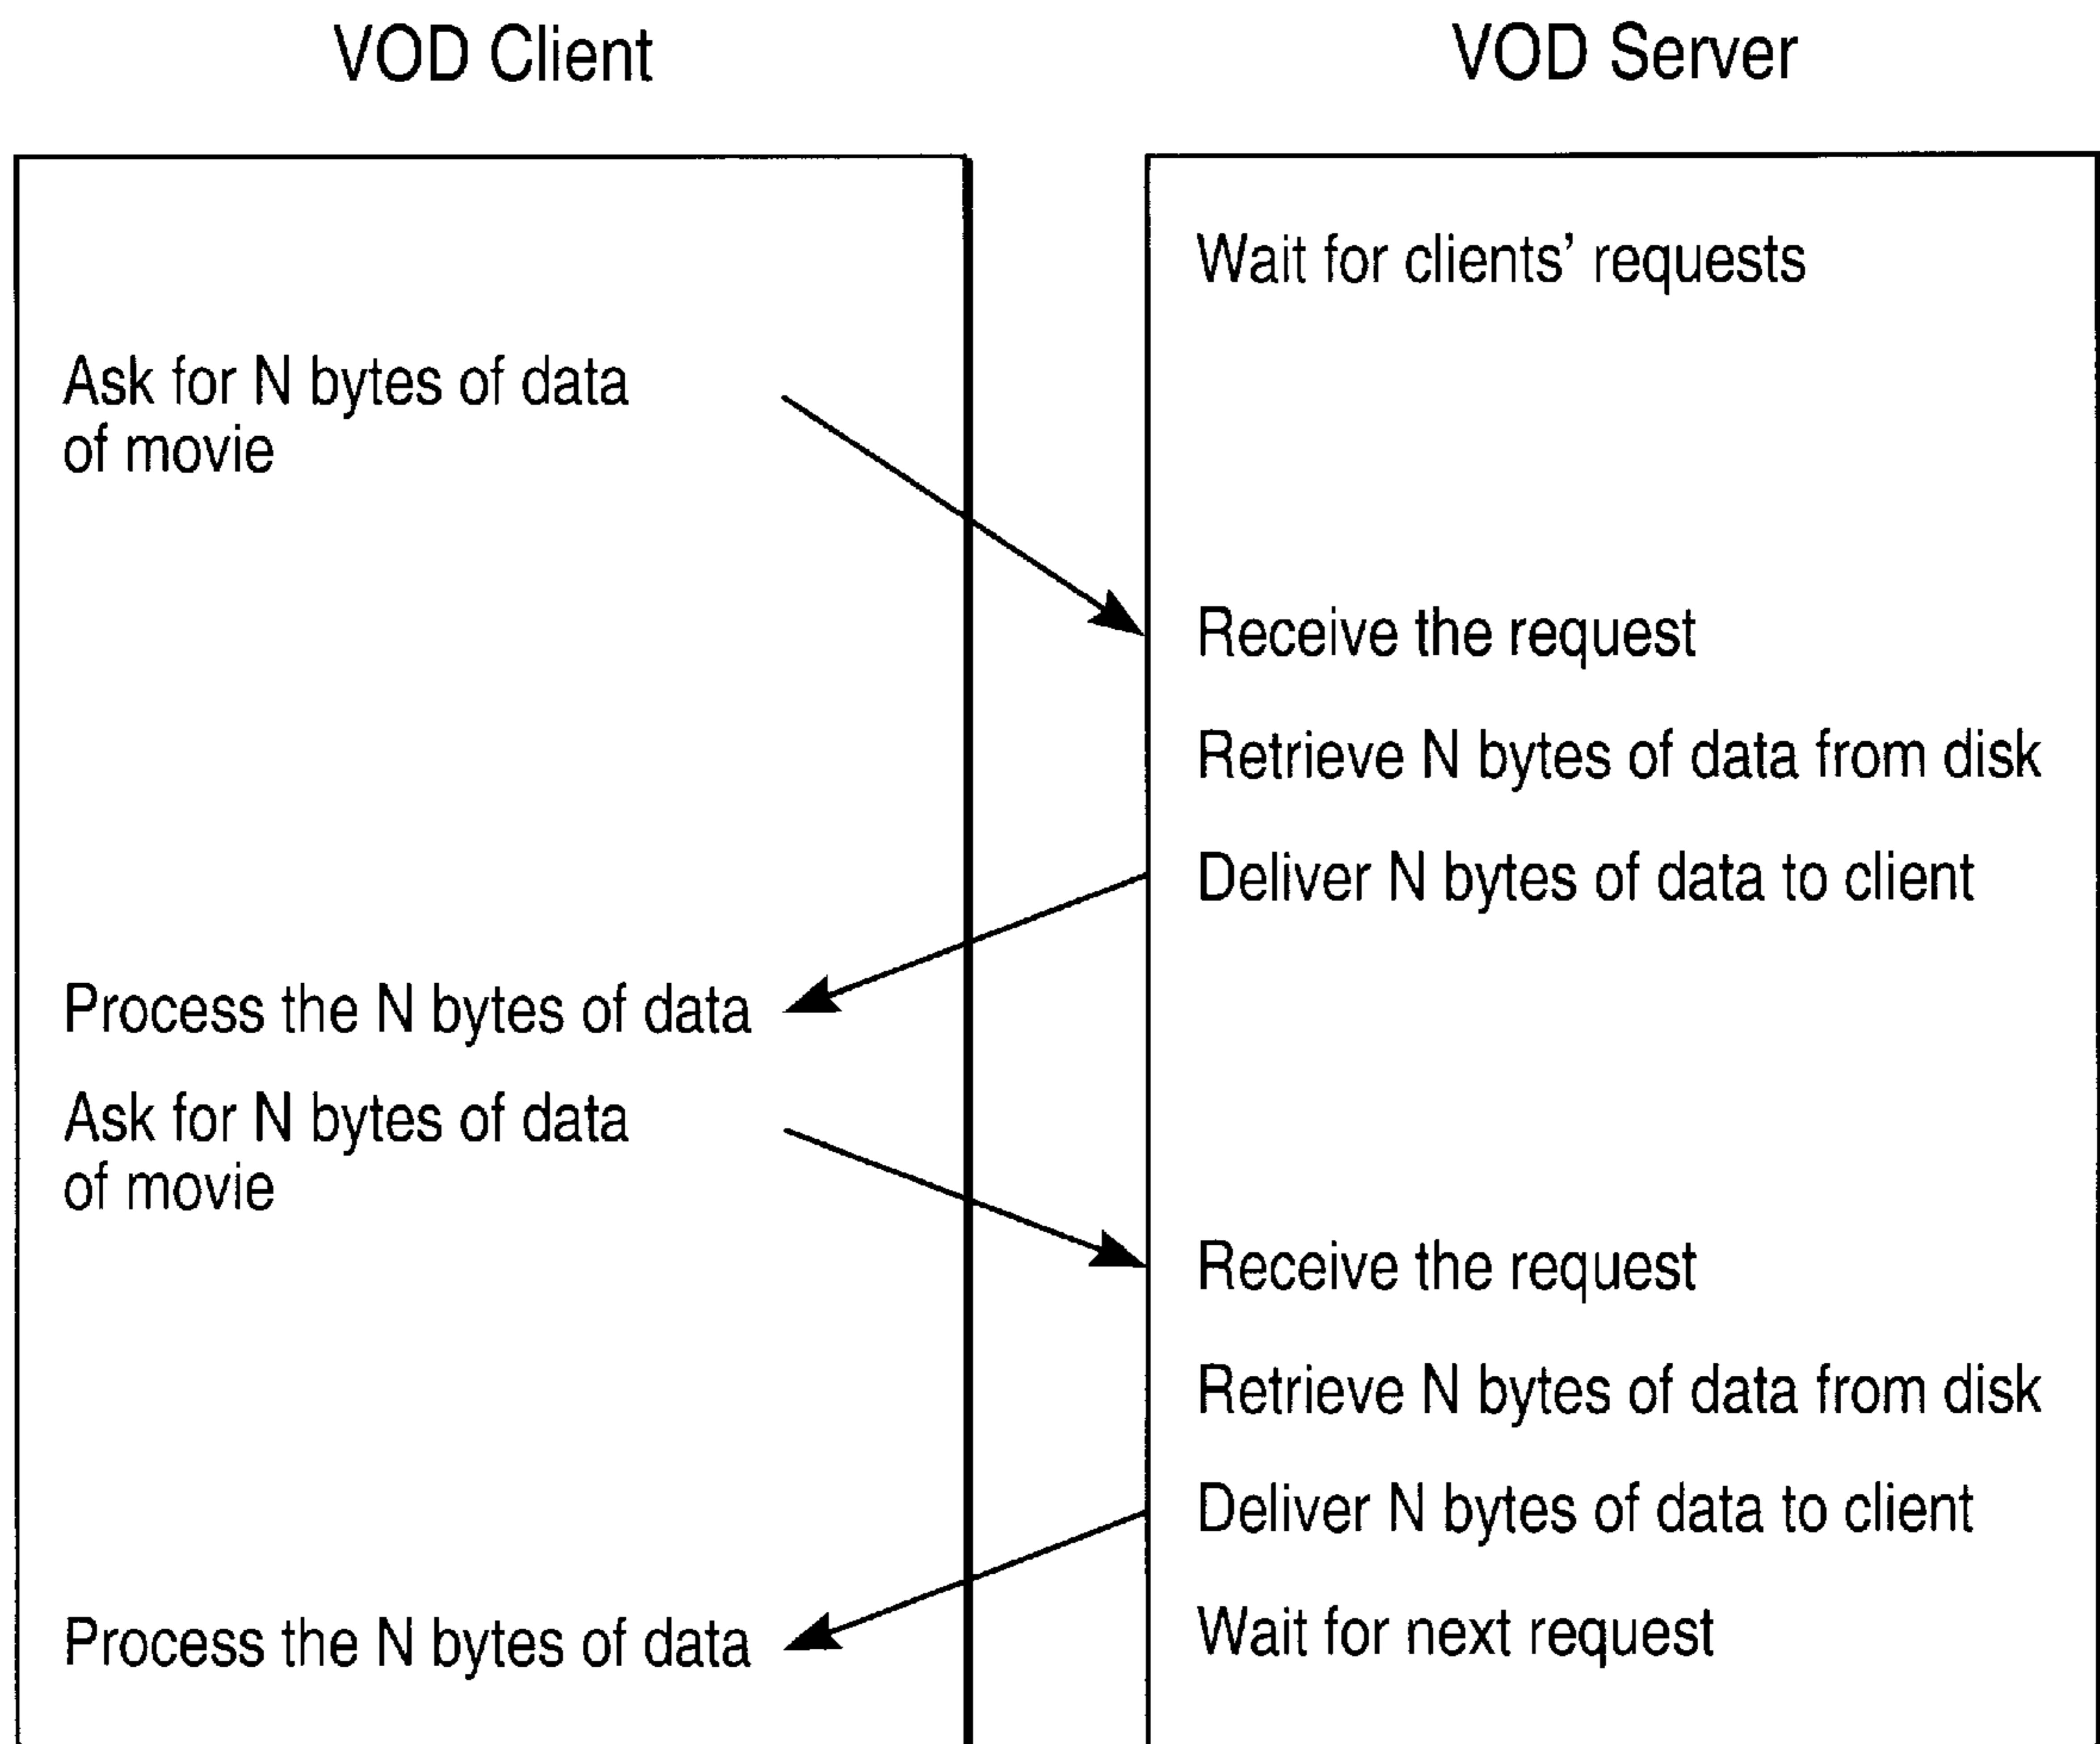 VOD Client
VOD Server
Wait for clients’ requests
Ask for N bytes of data
of movie
Receive the request
Retrieve N bytes of data from disk
Deliver N bytes of data to client
Process the N bytes of data
Ask for N bytes of data
of movie
Receive the request
Retrieve N bytes of data from disk
Deliver N bytes of data to client
Wait for next request
Process the N bytes of data